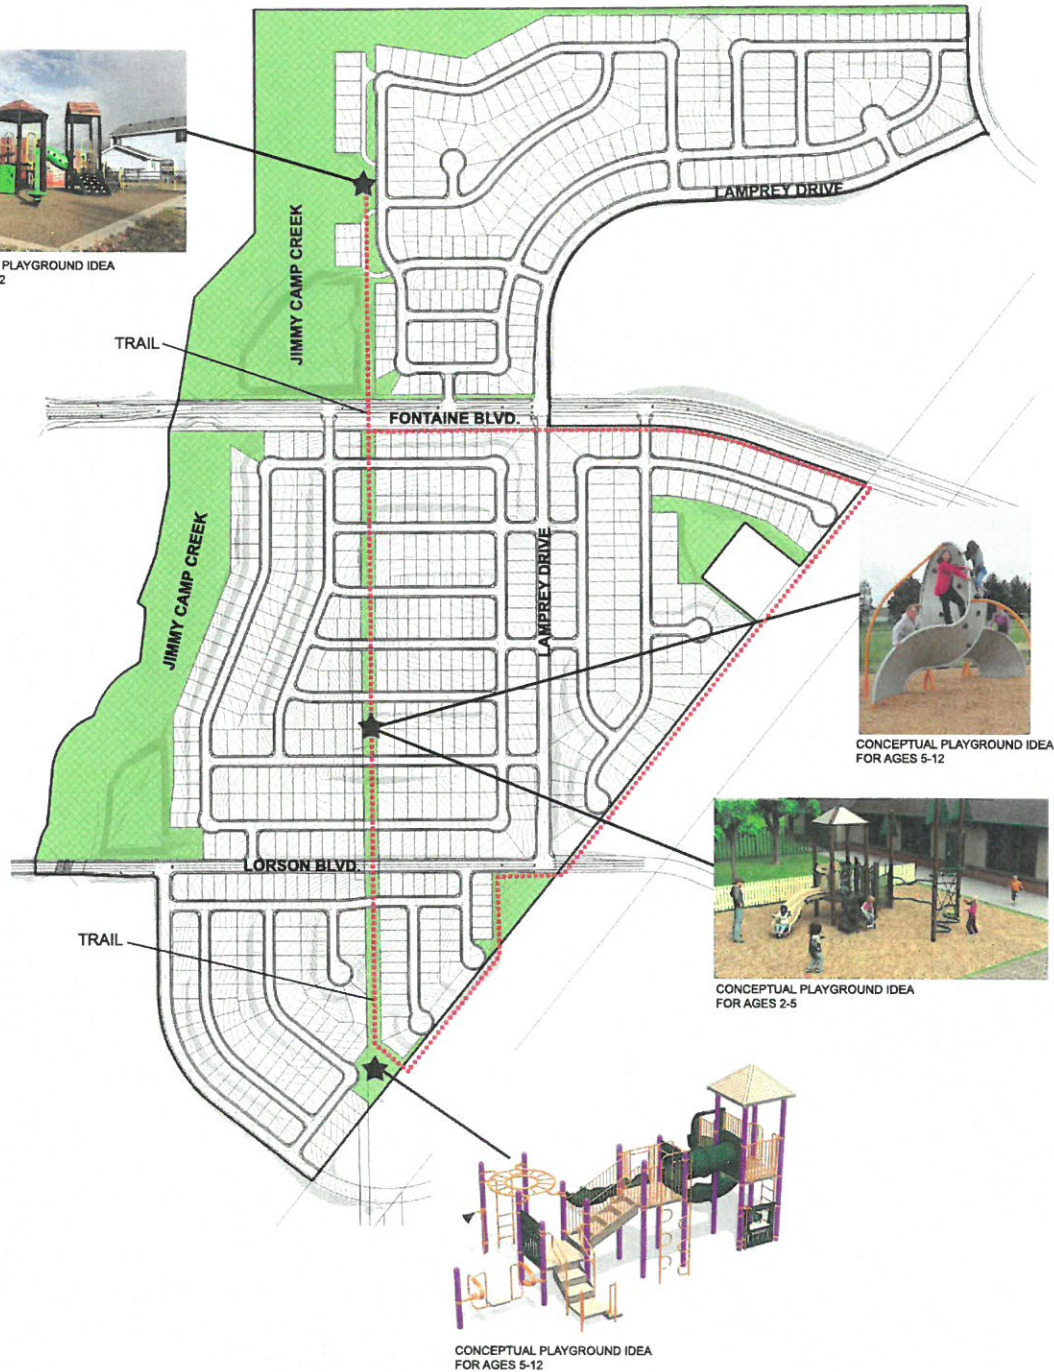 LAMPREY DRIVE
JIMMY CAMP CREEK
PLAYGROUND IDEA
2
TRAIL
FONTAINE BLVD.
JIMMY CAMP CREEK
LAMPREY DRIVE
CONCEPTUAL PLAYGROUND IDEA
FOR AGES 5-12
LORSON BLVD.
TRAIL
CONCEPTUAL PLAYGROUND IDEA
FOR AGES 2-5
CONCEPTUAL PLAYGROUND IDEA
FOR AGES 5-12